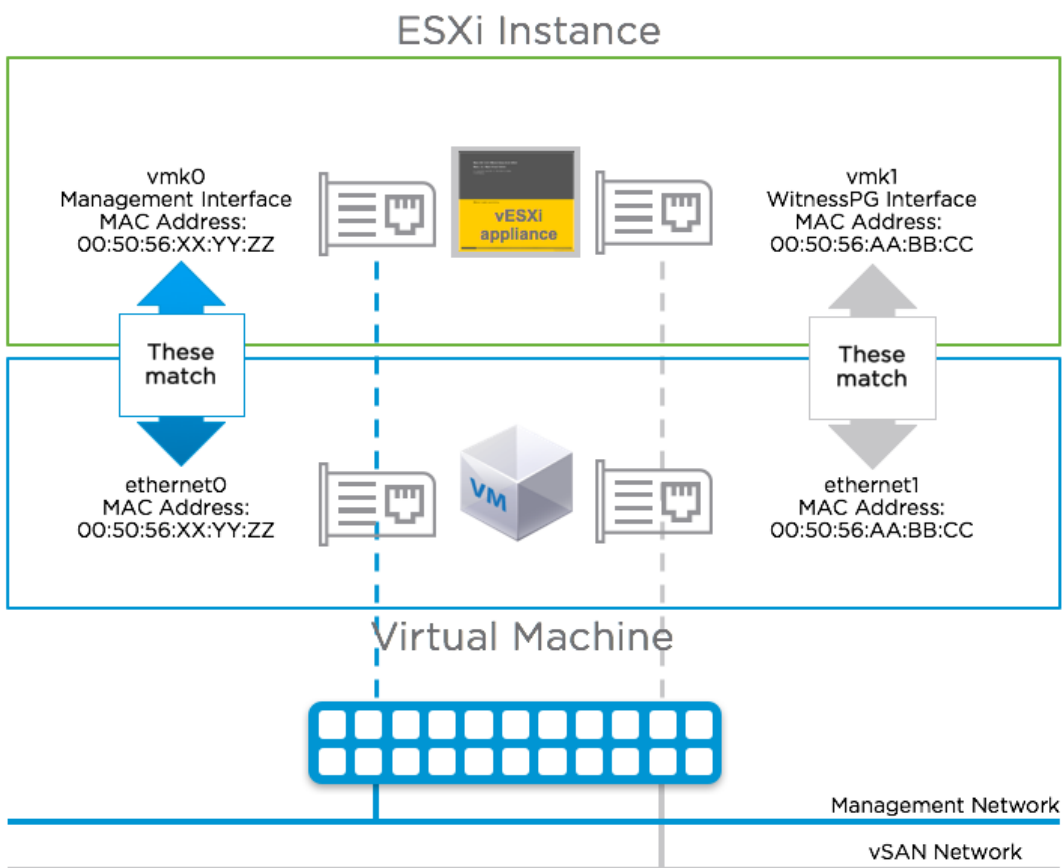 ESXi Instance
vmk0
Management Interface
MAC Address:
00:50:56:XX:YY:ZZ
vESXi
appliance
vmk1
WitnessPG Interface
MAC Address:
00:50:56:AA:BB:CC
These
match
These
match
ethernet0
MAC Address:
00:50:56:XX:YY:ZZ
VM
ethernet1
MAC Address:
00:50:56:AA:BB:CC
Virtual Machine
Management Network
vSAN Network